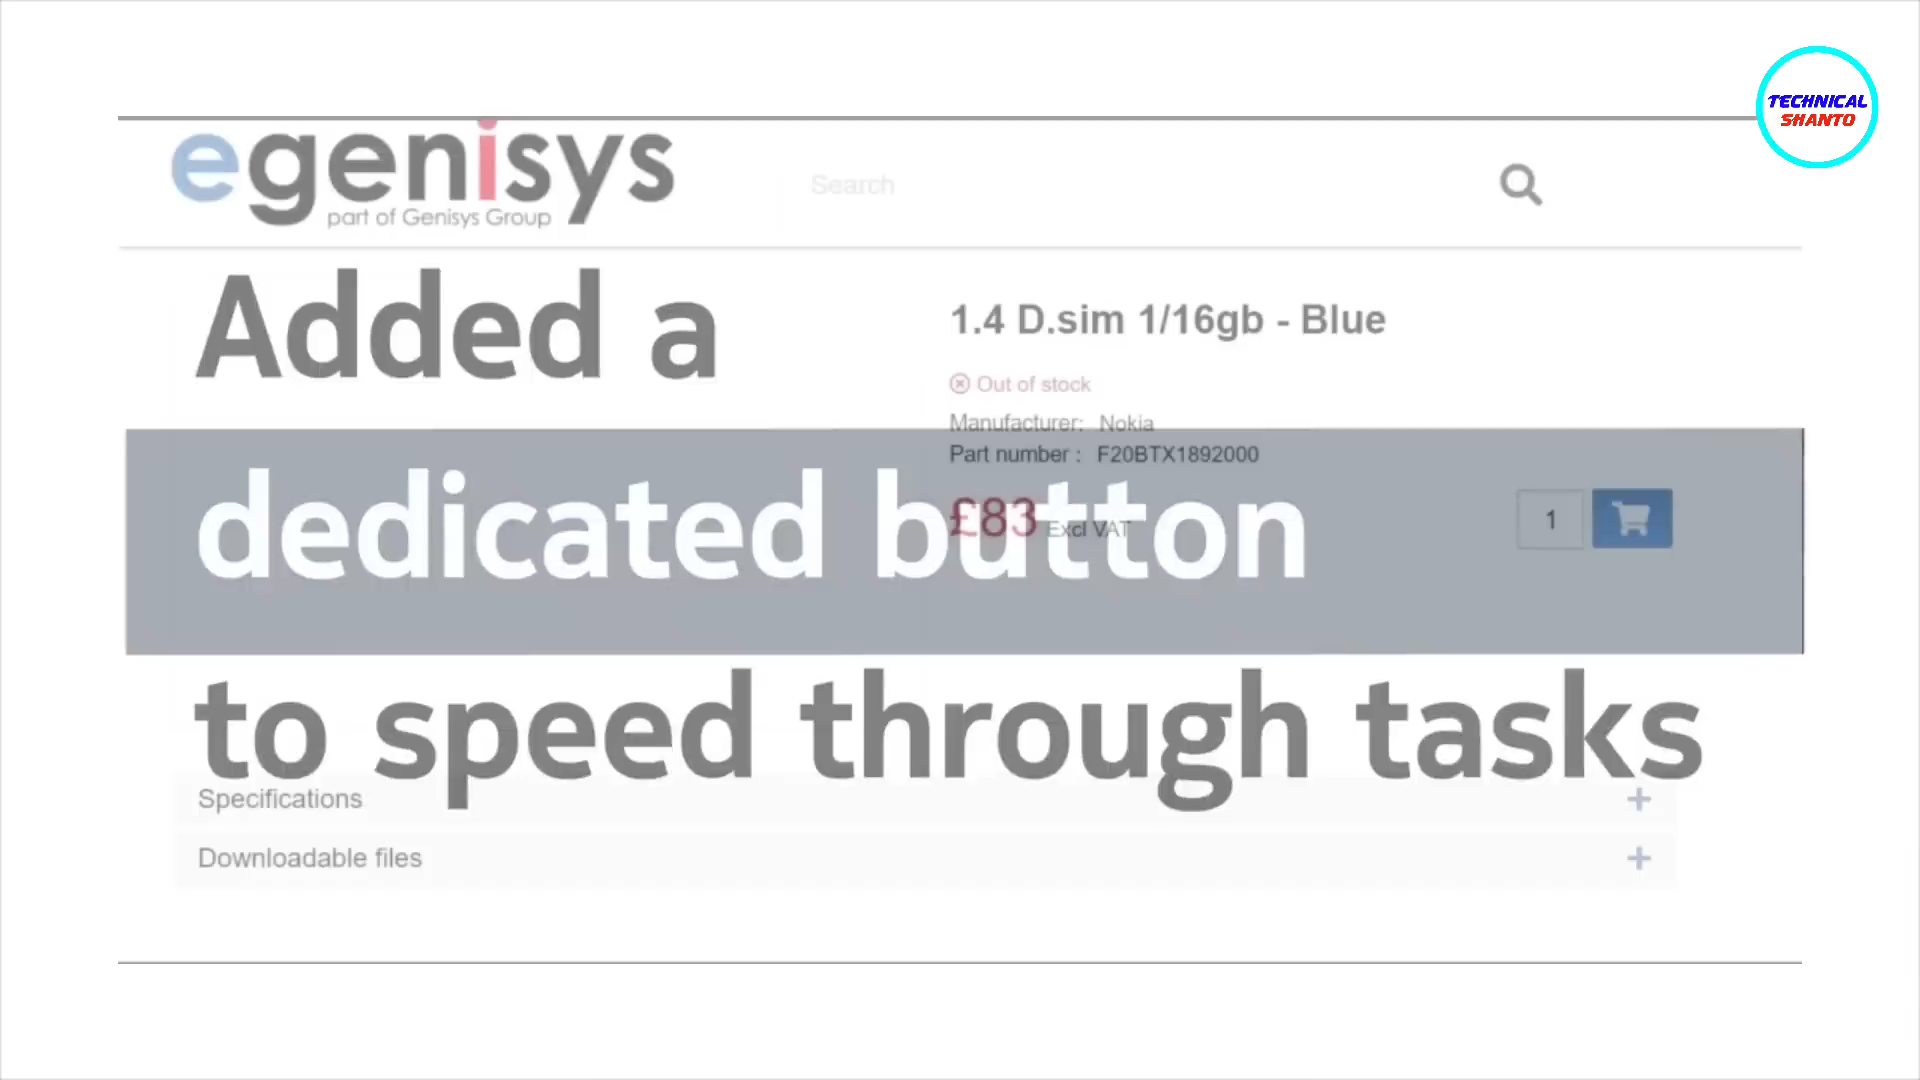 TECHNICAL
SHANTO
egenisys
part of Genisys Group
Search
Added a
1.4 D.sim 1/16gb - Blue
Out of stock
Manufacturer: Nokia
Part number : F20BTX1892000
dedicated button
£83 Excl VAT
1
to speed through tasks
Specifications
Downloadable files